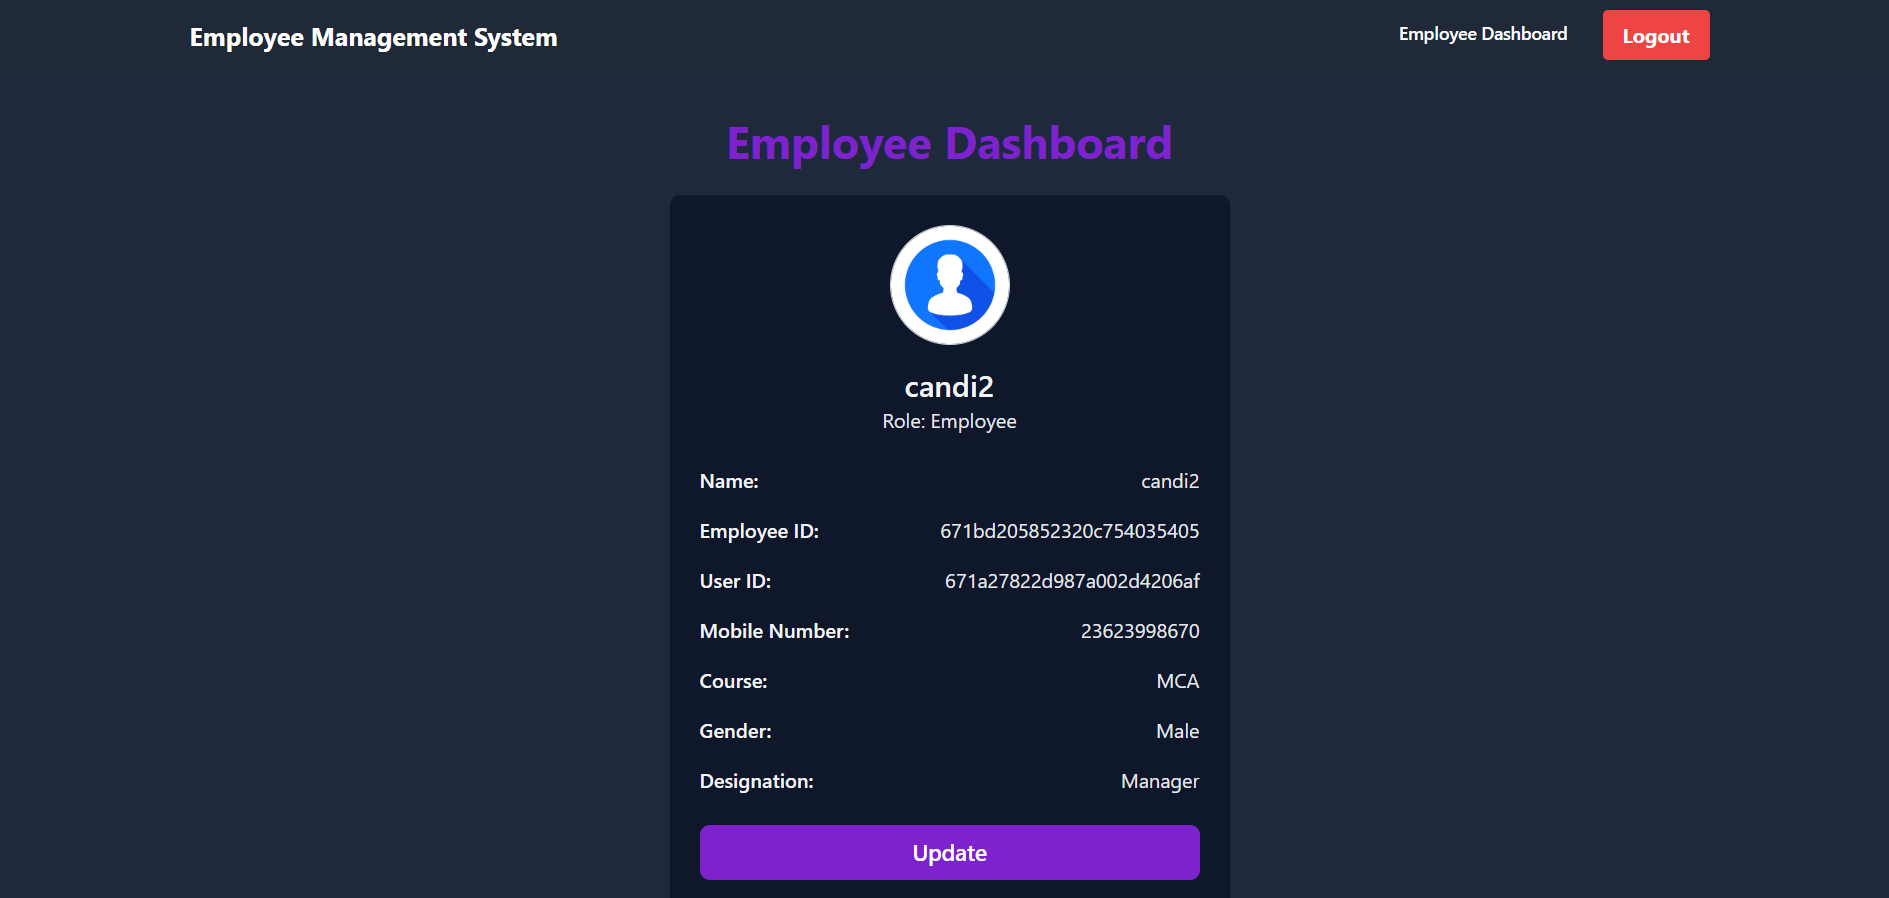 Employee Management System
Employee Dashboard
Logout
Employee Dashboard
candi2
Role: Employee
Name: candi2
Employee ID: 671bd205852320c754035405
User ID: 671a27822d987a002d4206af
Mobile Number: 23623998670
Course: MCA
Gender: Male
Designation: Manager
Update